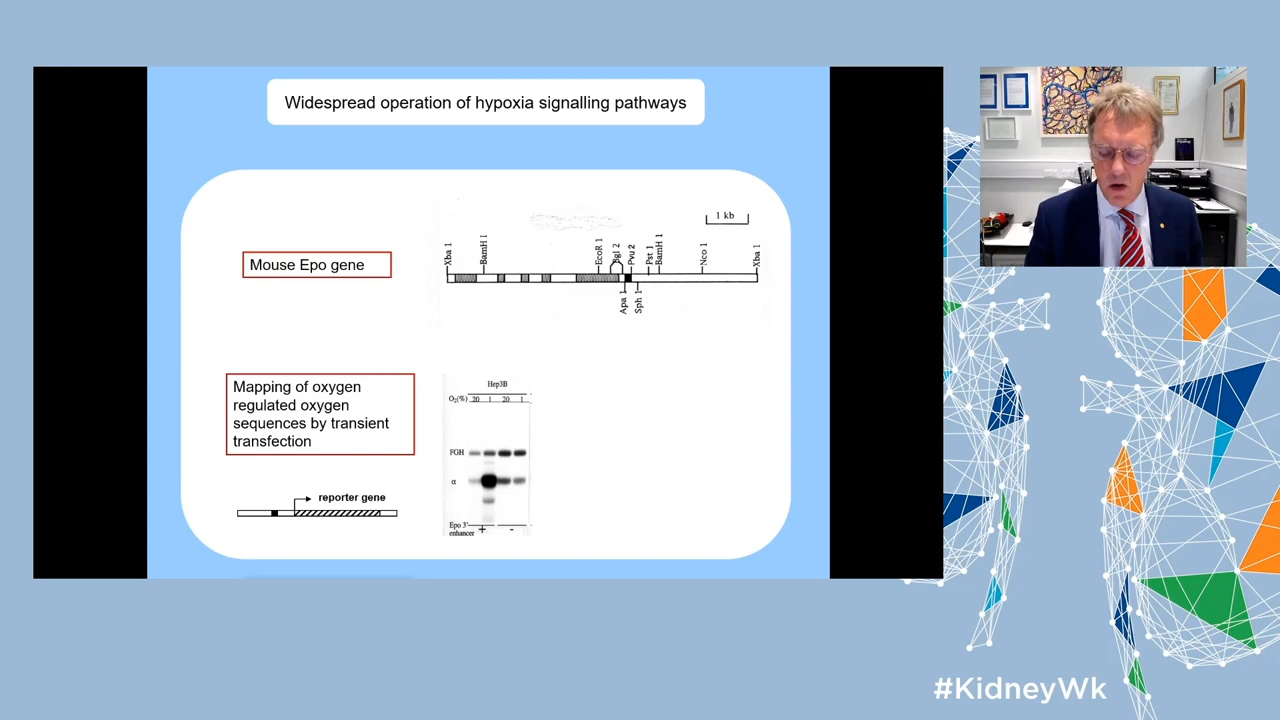 Widespread operation of hypoxia signalling pathways
1 kb
Mouse Epo gene
Xba 1
BamH 1
EcoR 1
Bgl 2
Pvu 2
Pst 1
BamH 1
Nco 1
Xba 1
Apa 1
Sph 1
Mapping of oxygen
regulated oxygen
sequences by transient
transfection
reporter gene
Hep3B
O₂(%) 20 1 20 1
FGH
α
Epo 3'
enhancer + -
#KidneyWk